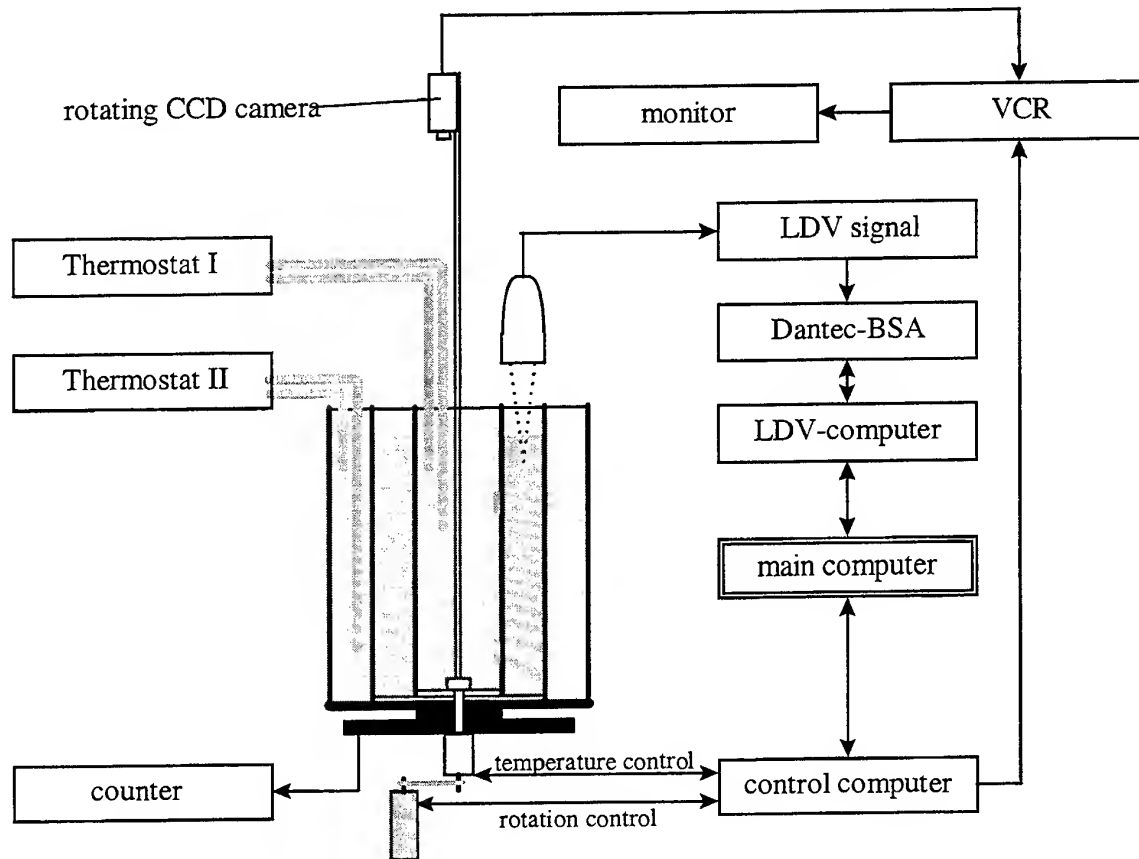 rotating CCD camera
monitor
VCR
LDV signal
Thermostat I
Dantec-BSA
Thermostat II
LDV-computer
main computer
temperature control
control computer
counter
rotation control